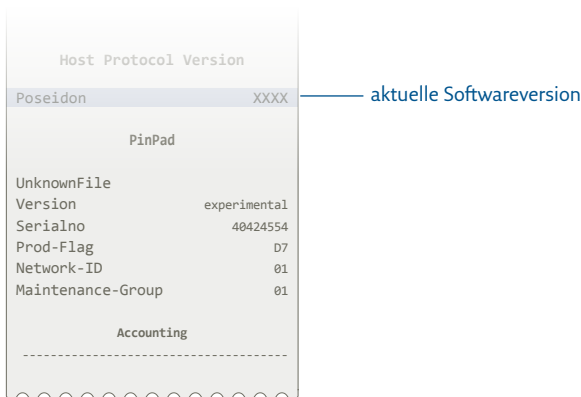 Host Protocol Version
Poseidon XXXX
aktuelle Softwareversion
PinPad
UnknownFile
Version experimental
Serialno 40424554
Prod-Flag D7
Network-ID 01
Maintenance-Group 01
Accounting